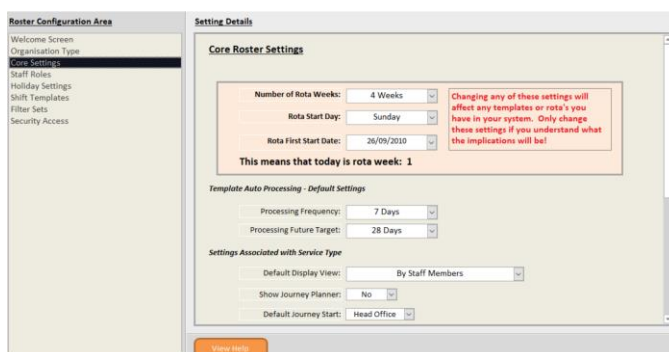 Roster Configuration Area
Welcome Screen
Organisation Type
Core Settings
Staff Roles
Holiday Settings
Shift Templates
Filter Sets
Security Access
Setting Details
Core Roster Settings
Number of Rota Weeks: 4 Weeks
Rota Start Day: Sunday
Rota First Start Date: 26/09/2010
Changing any of these settings will
affect any templates or rota's you
have in your system. Only change
these settings if you understand what
the implications will be!
This means that today is rota week: 1
Template Auto Processing - Default Settings
Processing Frequency: 7 Days
Processing Future Target: 28 Days
Settings Associated with Service Type
Default Display View: By Staff Members
Show Journey Planner: No
Default Journey Start: Head Office
View Help